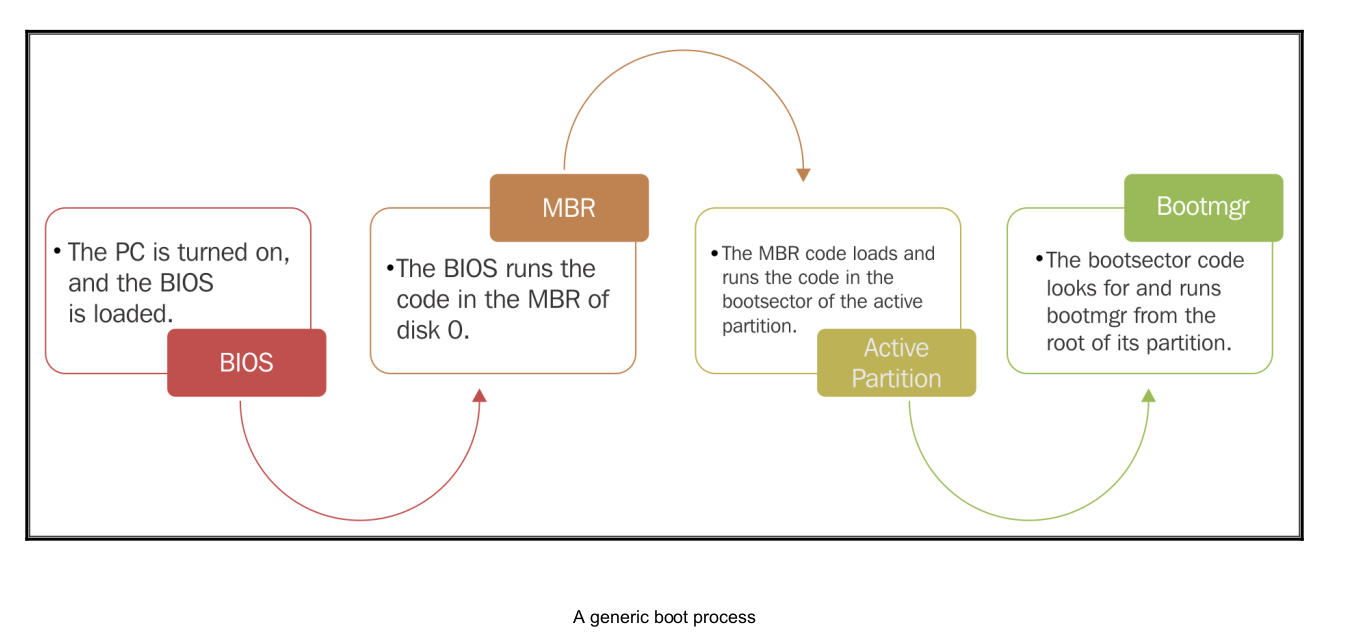 • The PC is turned on,
and the BIOS
is loaded.
BIOS
MBR
•The BIOS runs the
code in the MBR of
disk 0.
•The MBR code loads and
runs the code in the
bootsector of the active
partition.
Active
Partition
Bootmgr
•The bootsector code
looks for and runs
bootmgr from the
root of its partition.
A generic boot process